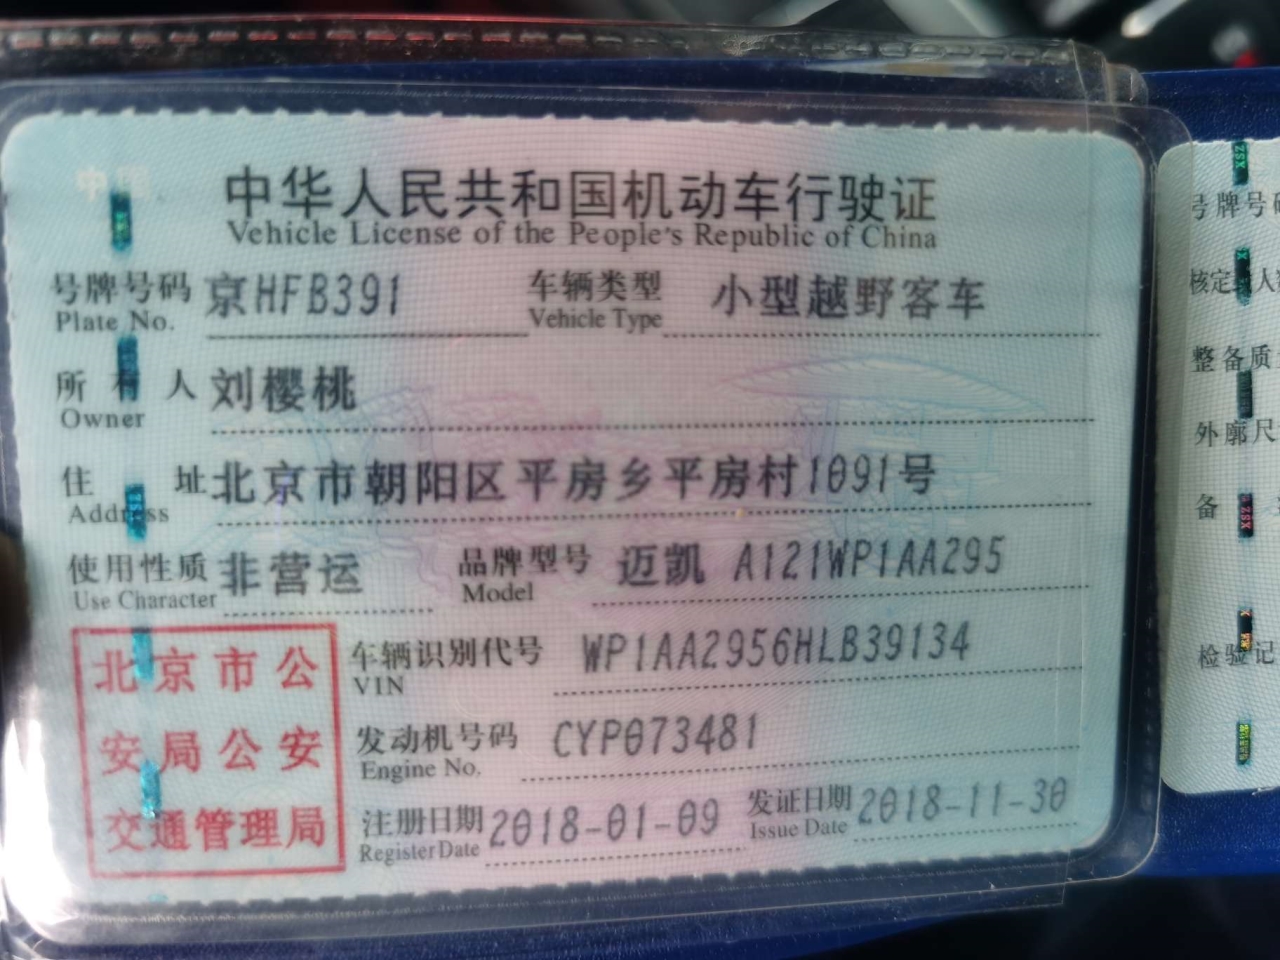 中华人民共和国机动车行驶证
Vehicle License of the People's Republic of China
号牌号码 京HFB391 车辆类型 小型越野客车
Plate No. Vehicle Type
所有人 刘樱桃
Owner
住址 北京市朝阳区平房乡平房村1091号
Address
使用性质 非营运 品牌型号 迈凯 A121WP1AA295
Use Character Model
车辆识别代号 WP1AA2956HLB39134
VIN
发动机号码 CYP073481
Engine No.
注册日期 2018-01-09 发证日期 2018-11-30
Register Date Issue Date
北京市公
安局公安
交通管理局
号牌号码
核定载人
整备质
外廓尺
备
检验记
XSZ